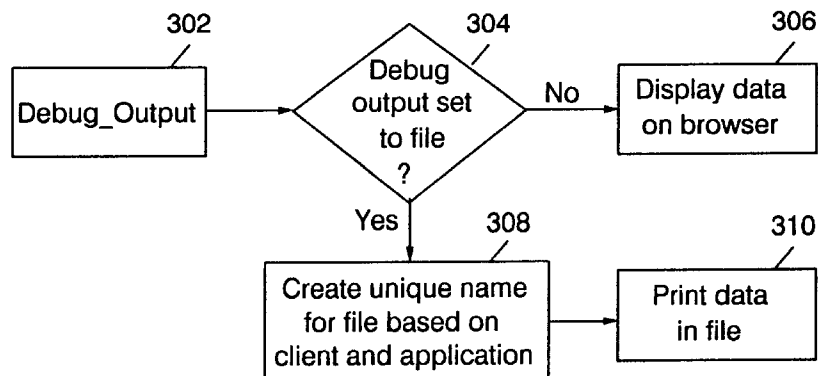 302
304
306
Debug_Output
Debug
output set
to file
?
No
Display data
on browser
Yes
308
310
Create unique name
for file based on
client and application
Print data
in file